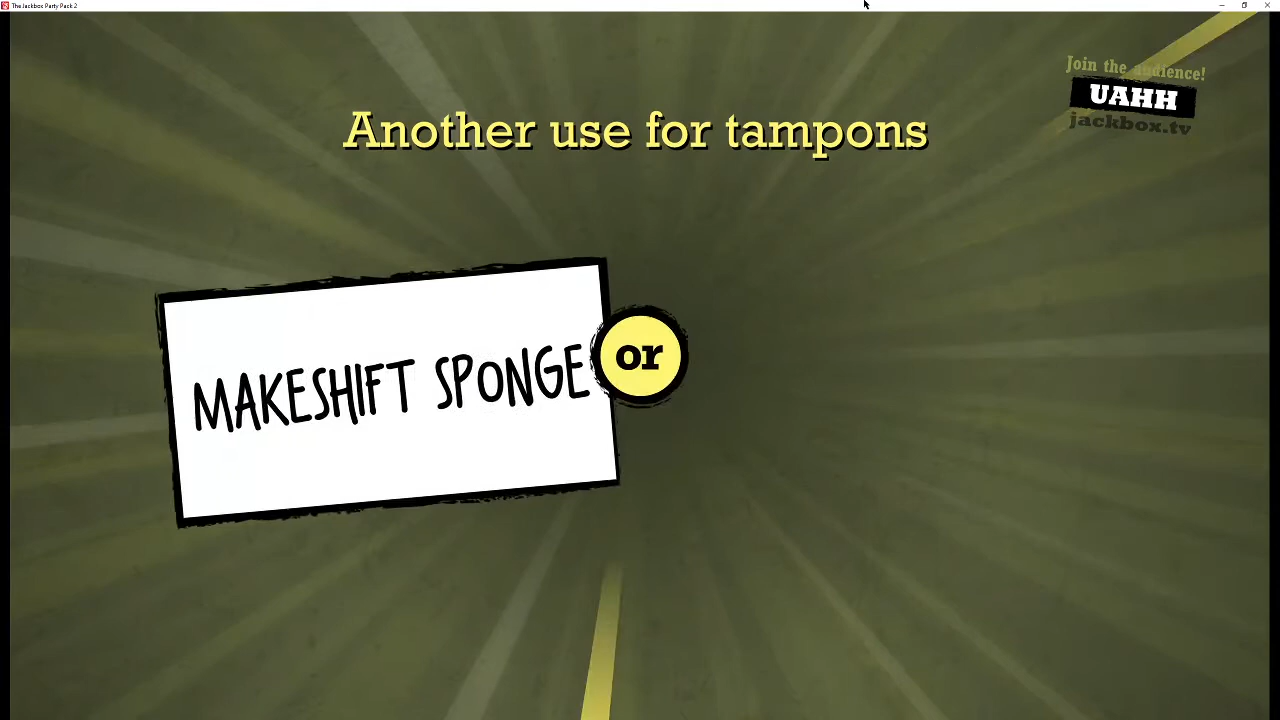 The Jackbox Party Pack 2
Join the audience!
UAHH
jackbox.tv
Another use for tampons
MAKESHIFT SPONGE
or